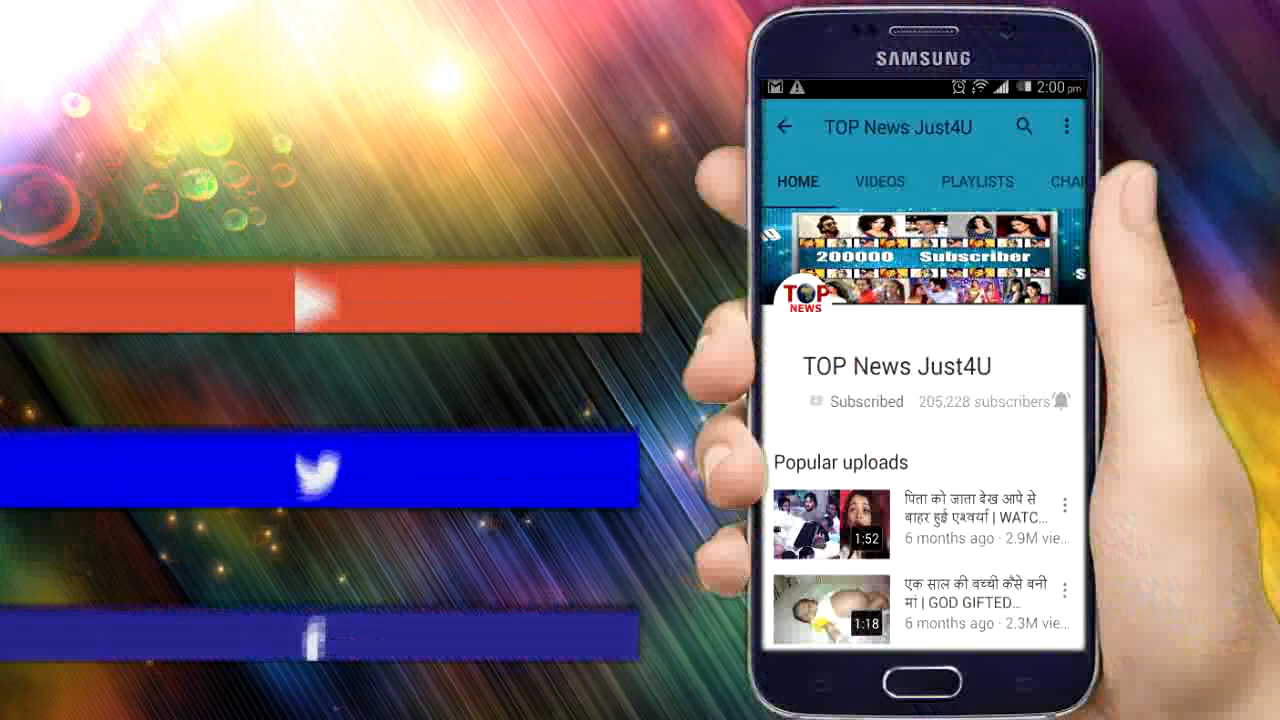 SAMSUNG
2:00 pm
TOP News Just4U
HOME VIDEOS PLAYLISTS CHA
200000 Subscriber
TOP
NEWS
TOP News Just4U
Subscribed 205,228 subscribers
Popular uploads
पिता को जाता देख आपे से
बाहर हुई एश्वर्या | WATC...
1:52
6 months ago · 2.9M vie...
एक साल की बच्ची कैसे बनी
मां | GOD GIFTED...
1:18
6 months ago · 2.3M vie...